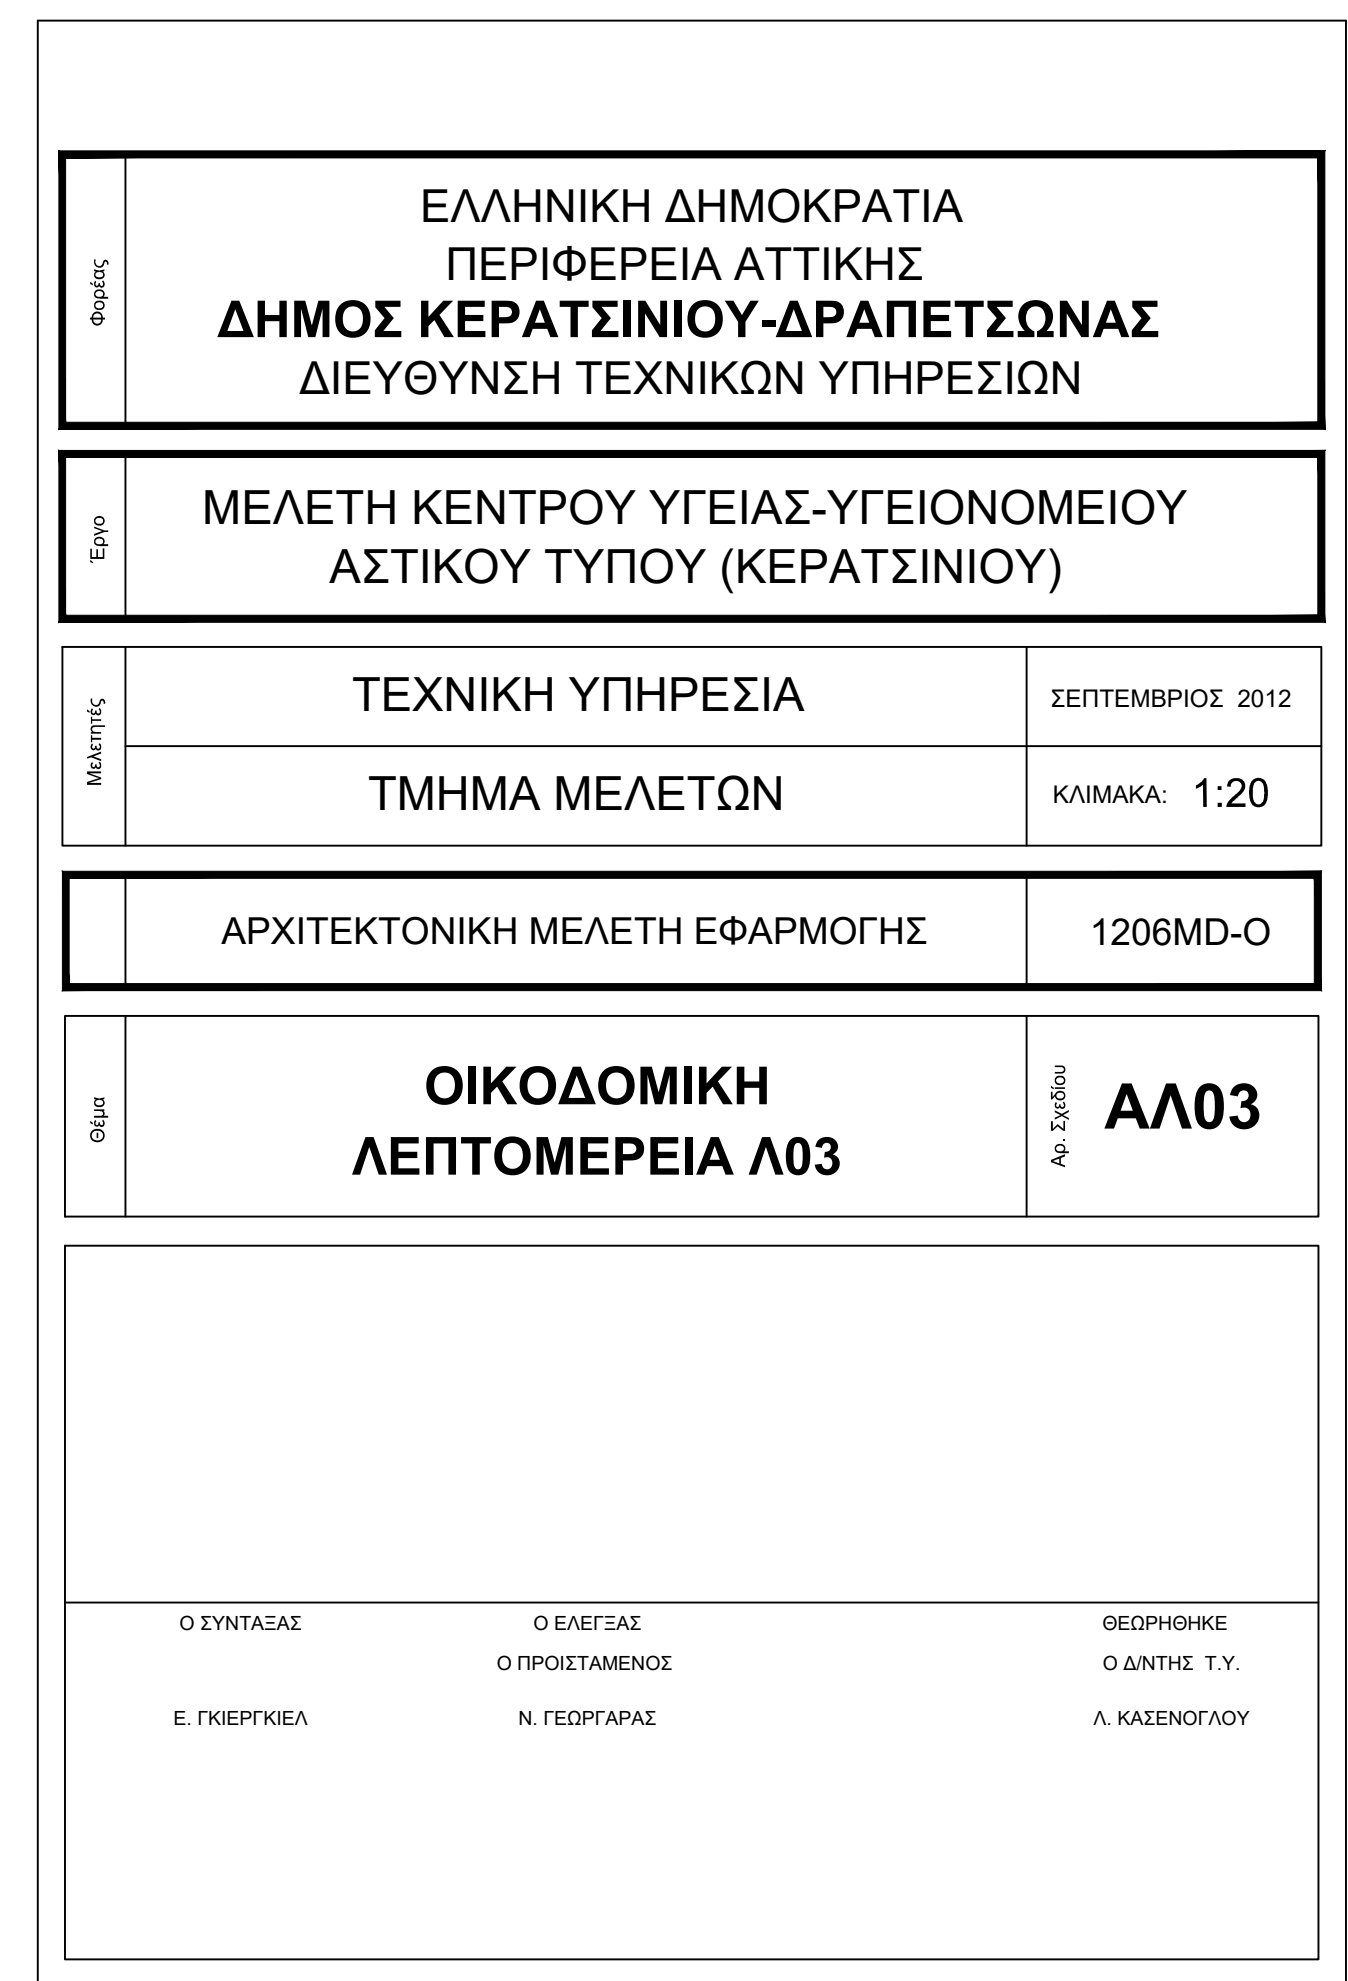 Φορέας
ΕΛΛΗΝΙΚΗ ΔΗΜΟΚΡΑΤΙΑ
ΠΕΡΙΦΕΡΕΙΑ ΑΤΤΙΚΗΣ
ΔΗΜΟΣ ΚΕΡΑΤΣΙΝΙΟΥ-ΔΡΑΠΕΤΣΩΝΑΣ
ΔΙΕΥΘΥΝΣΗ ΤΕΧΝΙΚΩΝ ΥΠΗΡΕΣΙΩΝ
Έργο
ΜΕΛΕΤΗ ΚΕΝΤΡΟΥ ΥΓΕΙΑΣ-ΥΓΕΙΟΝΟΜΕΙΟΥ
ΑΣΤΙΚΟΥ ΤΥΠΟΥ (ΚΕΡΑΤΣΙΝΙΟΥ)
Μελετητές
ΤΕΧΝΙΚΗ ΥΠΗΡΕΣΙΑ
ΣΕΠΤΕΜΒΡΙΟΣ 2012
ΤΜΗΜΑ ΜΕΛΕΤΩΝ
ΚΛΙΜΑΚΑ: 1:20
ΑΡΧΙΤΕΚΤΟΝΙΚΗ ΜΕΛΕΤΗ ΕΦΑΡΜΟΓΗΣ
1206MD-O
Θέμα
ΟΙΚΟΔΟΜΙΚΗ
ΛΕΠΤΟΜΕΡΕΙΑ Λ03
Αρ. Σχεδίου
ΑΛ03
Ο ΣΥΝΤΑΞΑΣ
Ο ΕΛΕΓΞΑΣ
ΘΕΩΡΗΘΗΚΕ
Ο ΠΡΟΙΣΤΑΜΕΝΟΣ
Ο Δ/ΝΤΗΣ Τ.Υ.
Ε. ΓΚΙΕΡΓΚΙΕΛ
Ν. ΓΕΩΡΓΑΡΑΣ
Λ. ΚΑΣΕΝΟΓΛΟΥ